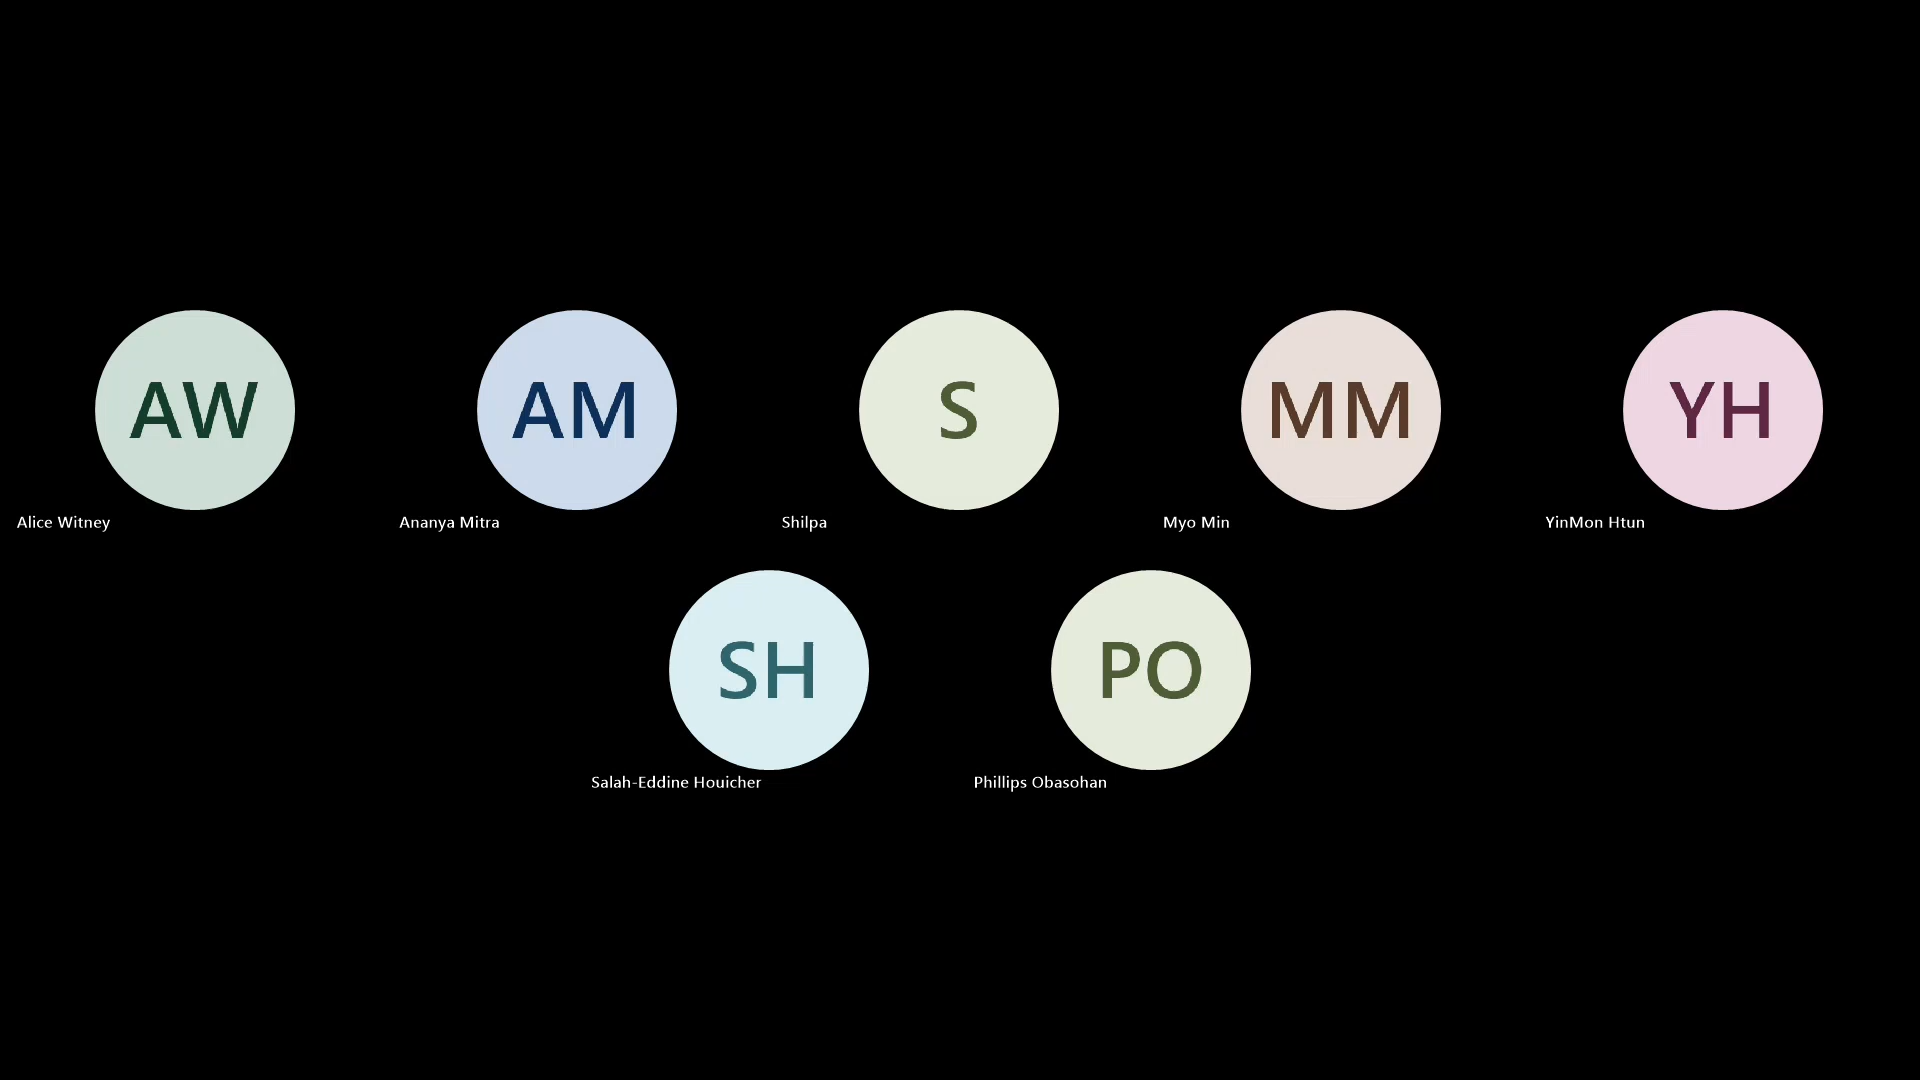 AW
AM
S
MM
YH
Alice Witney
Ananya Mitra
Shilpa
Myo Min
YinMon Htun
SH
PO
Salah-Eddine Houicher
Phillips Obasohan